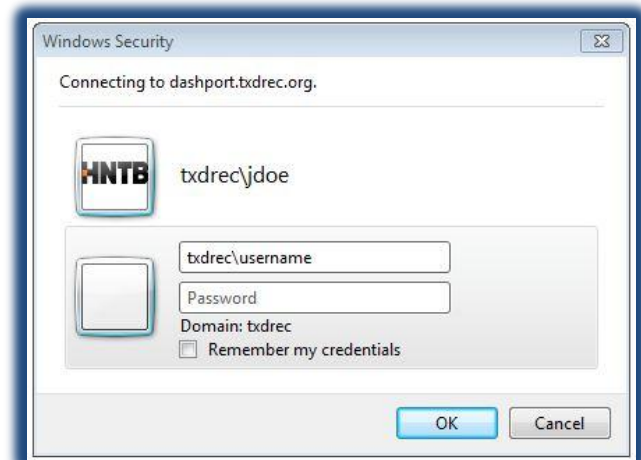 Windows Security
Connecting to dashport.txdrec.org.
HNTB
txdrec\jdoe
txdrec\username
Password
Domain: txdrec
Remember my credentials
OK
Cancel